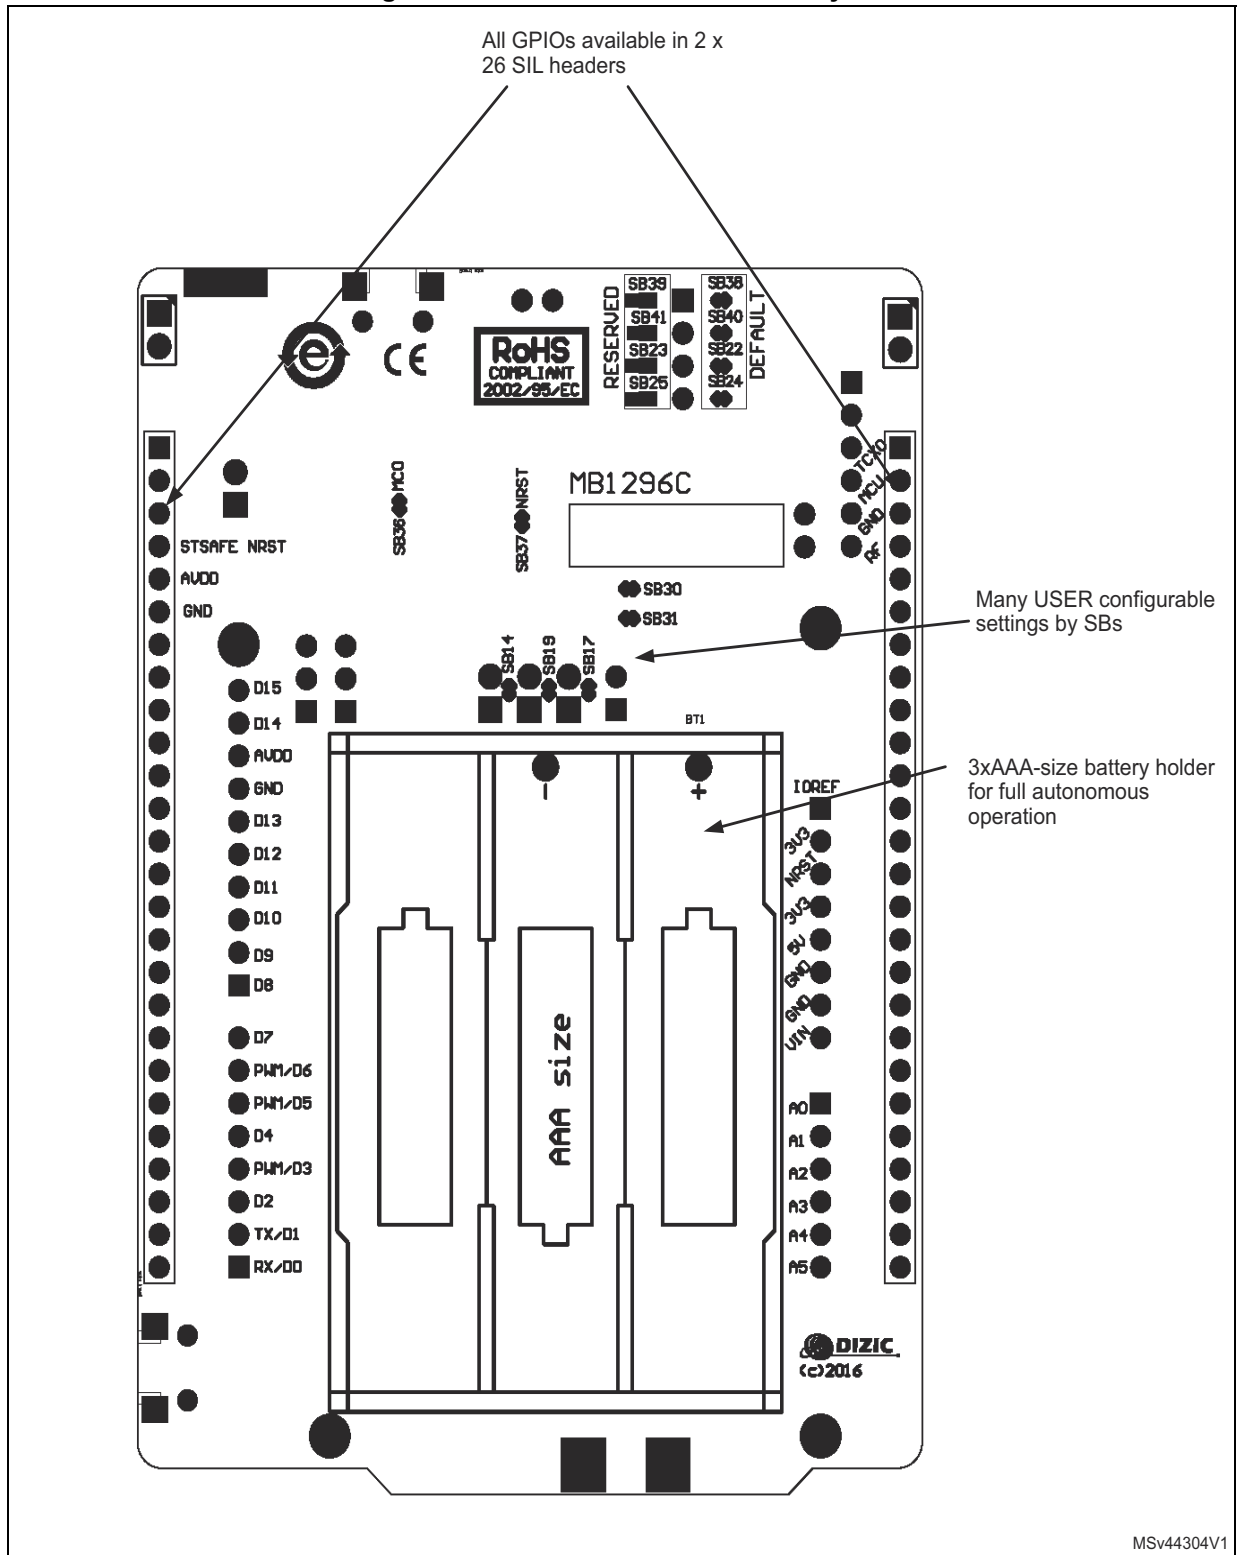 All GPIOs available in 2 x
26 SIL headers
SB39
SB38
SB41
SB40
SB23
SB22
SB25
SB24
RESERVED
DEFAULT
e
CE
RoHS
COMPLIANT
2002/95/EC
TCXO
MCU
GND
RF
SB36 MCO
SB37 NRST
MB1296C
STSAFE NRST
AVDD
GND
SB30
SB31
Many USER configurable
settings by SBs
SB14
SB19
SB17
D15
D14
AVDD
GND
D13
D12
D11
D10
D9
D8
D7
PWM/D6
PWM/D5
D4
PWM/D3
D2
TX/D1
RX/D0
BT1
-
+
3xAAA-size battery holder
for full autonomous
operation
IOREF
3V3
NRST
3V3
5V
GND
GND
VIN
AAA size
A0
A1
A2
A3
A4
A5
DIZIC
(c)2016
MSv44304V1